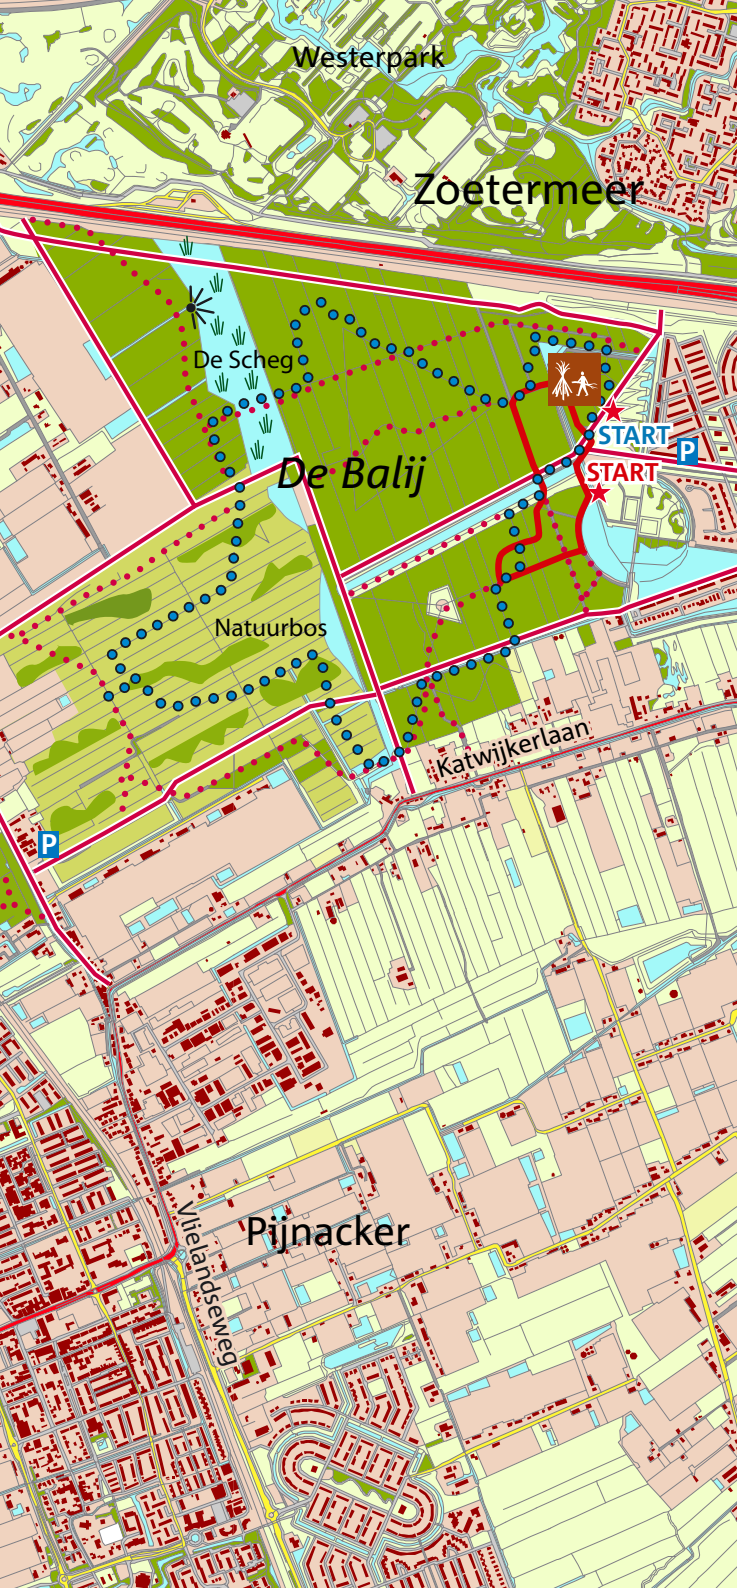 Westerpark
Zoetermeer
De Scheg
START
P
START
De Balij
Natuurbos
Katwijkerlaan
P
Vlielandseweg
Pijnacker